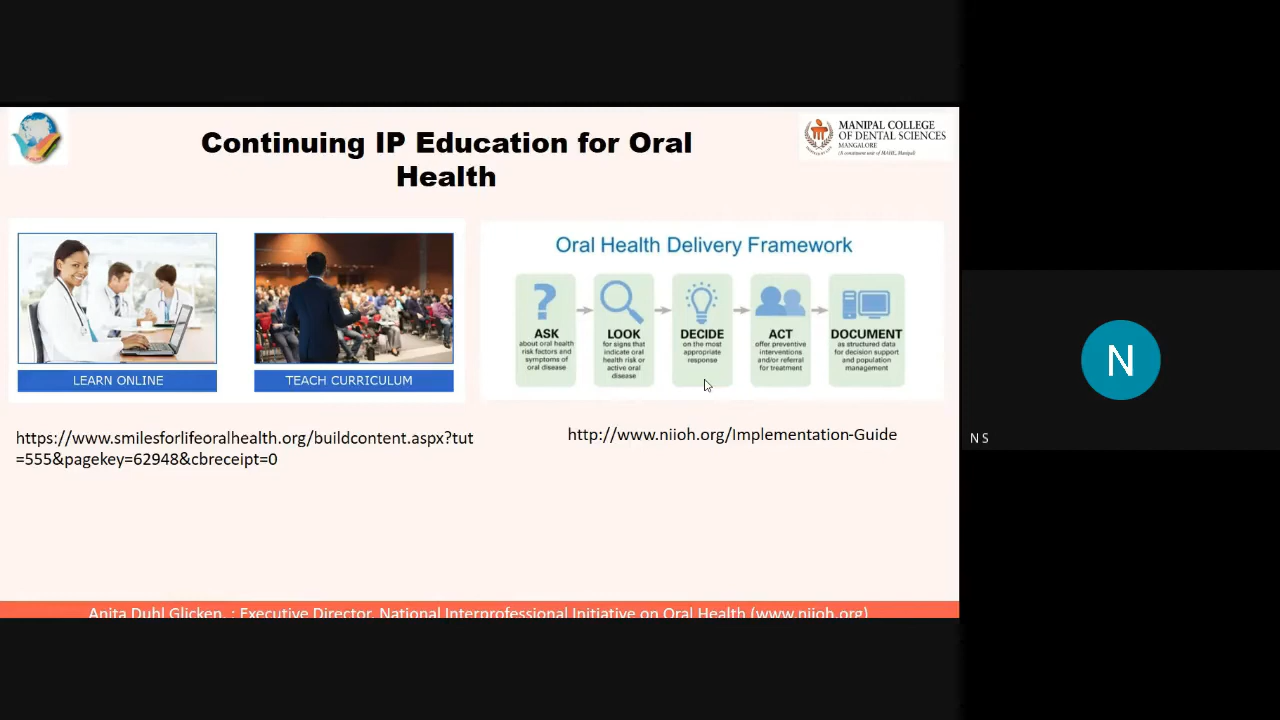 Continuing IP Education for Oral
Health
MANIPAL COLLEGE
OF DENTAL SCIENCES
MANGALORE
(A constituent unit of MAHE, Manipal)
LEARN ONLINE
TEACH CURRICULUM
https://www.smilesforlifeoralhealth.org/buildcontent.aspx?tut
=555&pagekey=62948&cbreceipt=0
Oral Health Delivery Framework
ASK
about oral health
risk factors and
symptoms of
oral disease
LOOK
for signs that
indicate oral
health risk or
active oral
disease
DECIDE
on the most
appropriate
response
ACT
offer preventive
interventions
and/or referral
for treatment
DOCUMENT
as structured data
for decision support
and population
management
http://www.niioh.org/Implementation-Guide
Anita Duhl Glicken, : Executive Director, National Interprofessional Initiative on Oral Health (www.niioh.org)
N
N S